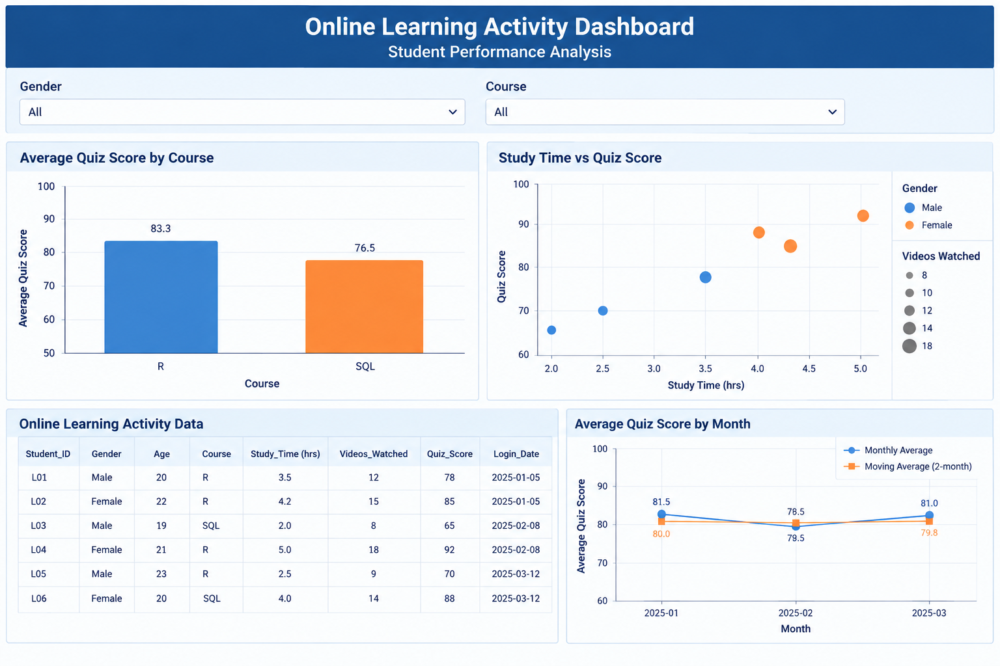 Online Learning Activity Dashboard
Student Performance Analysis
Gender
Course
All
All
Average Quiz Score by Course
Average Quiz Score
100
90
80
70
60
50
83.3
76.5
R
SQL
Course
Study Time vs Quiz Score
Quiz Score
100
90
80
70
60
2.0 2.5 3.0 3.5 4.0 4.5 5.0
Study Time (hrs)
Gender
Male
Female
Videos Watched
8
10
12
14
18
Online Learning Activity Data
Student_ID Gender Age Course Study_Time (hrs) Videos_Watched Quiz_Score Login_Date
L01 Male 20 R 3.5 12 78 2025-01-05
L02 Female 22 R 4.2 15 85 2025-01-05
L03 Male 19 SQL 2.0 8 65 2025-02-08
L04 Female 21 R 5.0 18 92 2025-02-08
L05 Male 23 R 2.5 9 70 2025-03-12
L06 Female 20 SQL 4.0 14 88 2025-03-12
Average Quiz Score by Month
Monthly Average
Moving Average (2-month)
Average Quiz Score
100
90
80
70
60
81.5
80.0
78.5
79.5
81.0
79.8
2025-01 2025-02 2025-03
Month